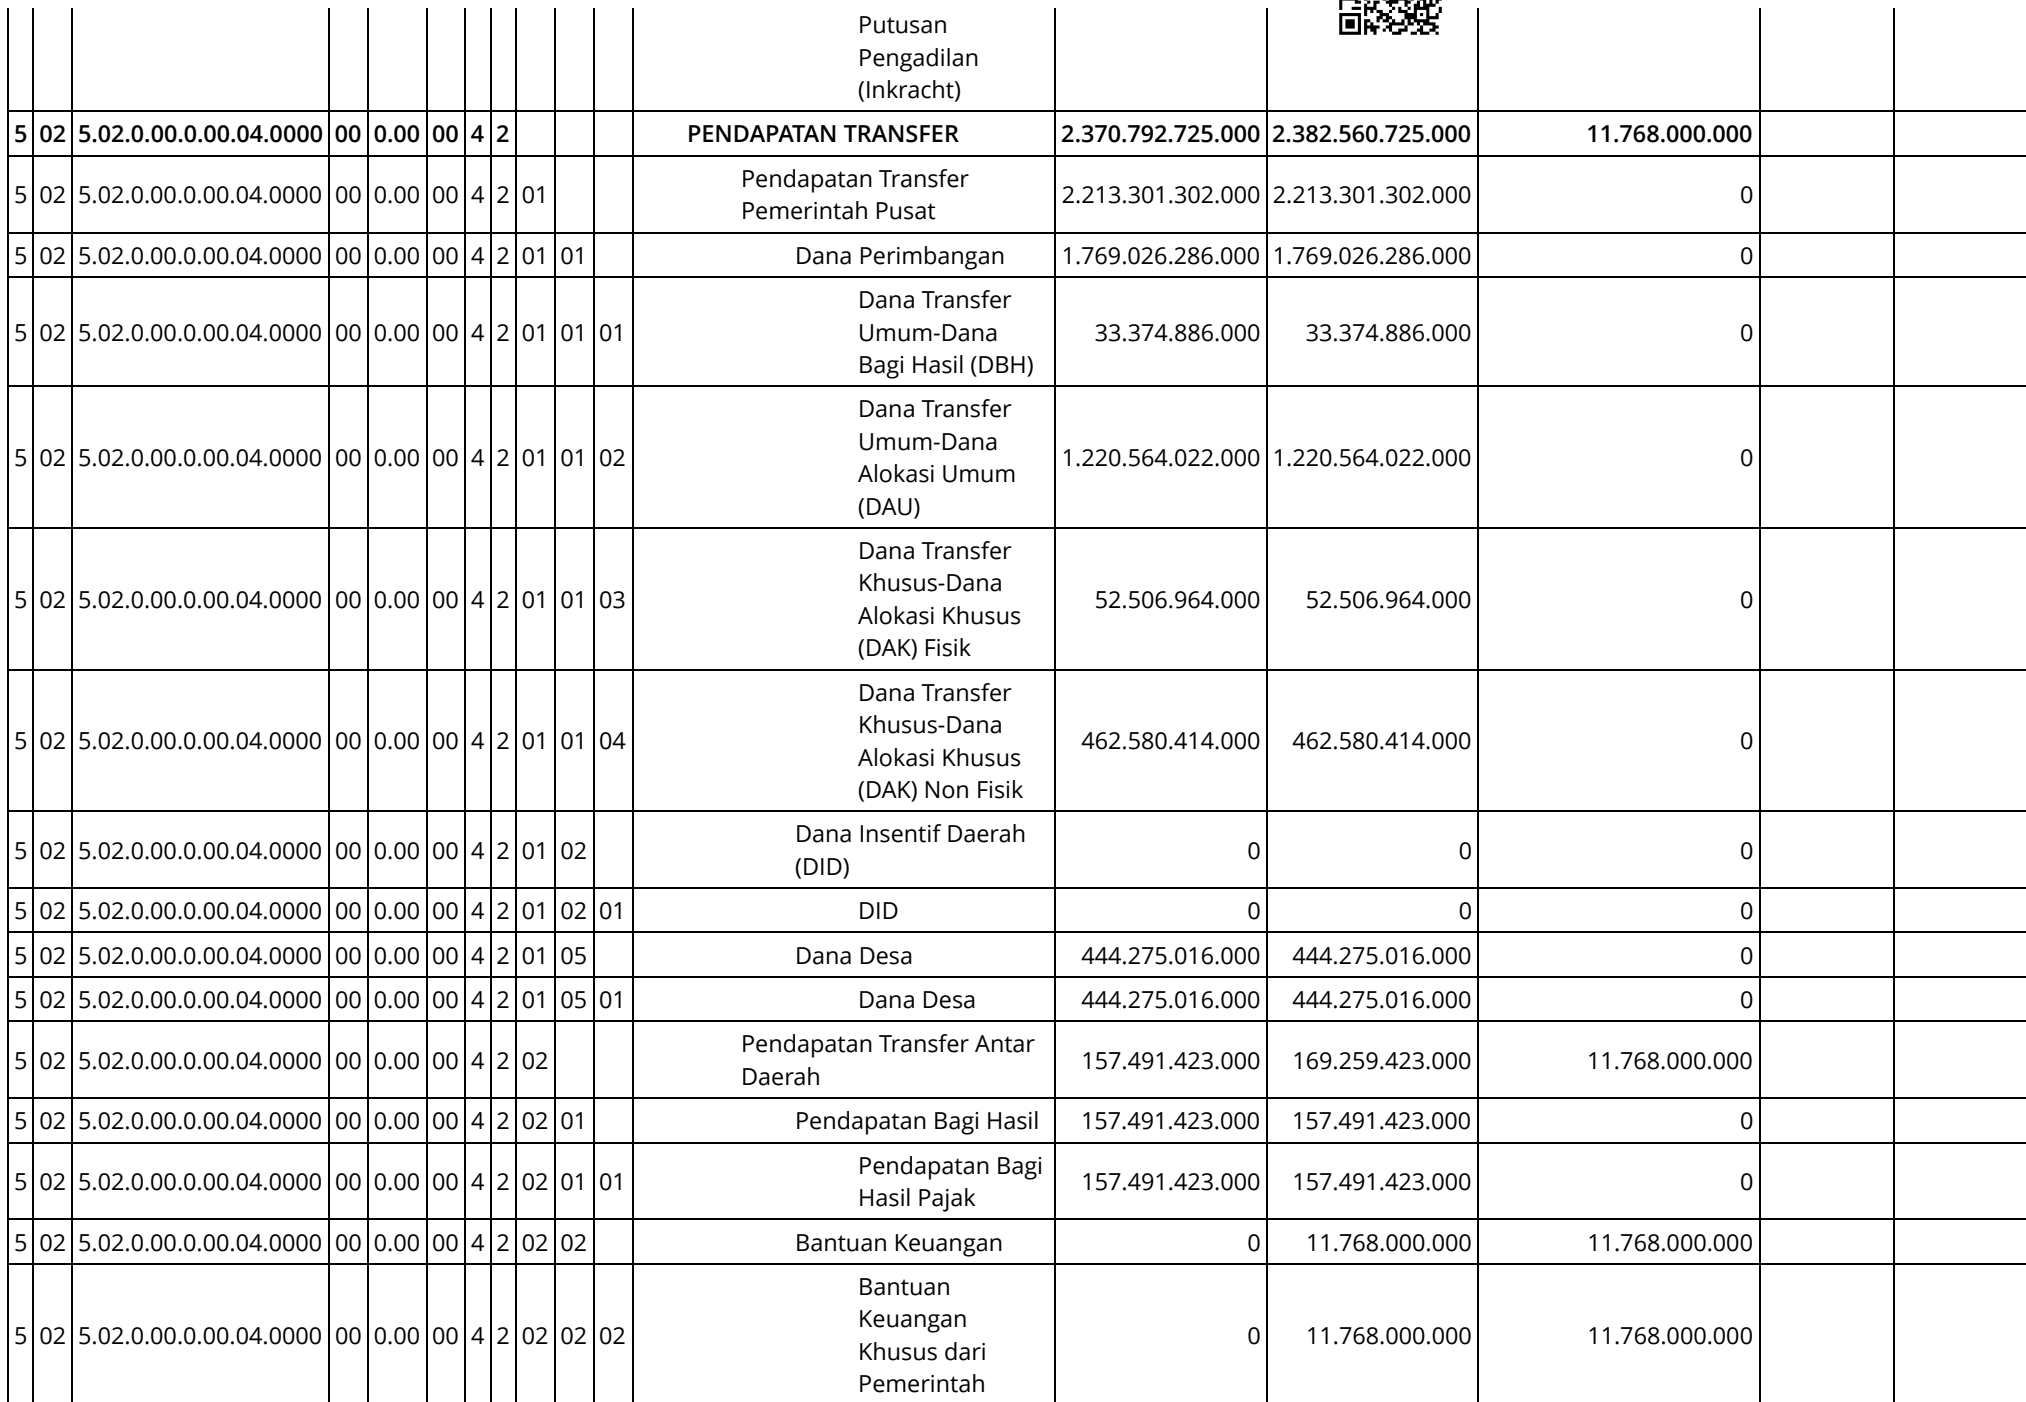 Putusan
Pengadilan
(Inkracht)
5 02 5.02.0.00.0.00.04.0000 00 0.00 00 4 2 PENDAPATAN TRANSFER 2.370.792.725.000 2.382.560.725.000 11.768.000.000
5 02 5.02.0.00.0.00.04.0000 00 0.00 00 4 2 01 Pendapatan Transfer
Pemerintah Pusat 2.213.301.302.000 2.213.301.302.000 0
5 02 5.02.0.00.0.00.04.0000 00 0.00 00 4 2 01 01 Dana Perimbangan 1.769.026.286.000 1.769.026.286.000 0
5 02 5.02.0.00.0.00.04.0000 00 0.00 00 4 2 01 01 01 Dana Transfer
Umum-Dana
Bagi Hasil (DBH) 33.374.886.000 33.374.886.000 0
5 02 5.02.0.00.0.00.04.0000 00 0.00 00 4 2 01 01 02 Dana Transfer
Umum-Dana
Alokasi Umum
(DAU) 1.220.564.022.000 1.220.564.022.000 0
5 02 5.02.0.00.0.00.04.0000 00 0.00 00 4 2 01 01 03 Dana Transfer
Khusus-Dana
Alokasi Khusus
(DAK) Fisik 52.506.964.000 52.506.964.000 0
5 02 5.02.0.00.0.00.04.0000 00 0.00 00 4 2 01 01 04 Dana Transfer
Khusus-Dana
Alokasi Khusus
(DAK) Non Fisik 462.580.414.000 462.580.414.000 0
5 02 5.02.0.00.0.00.04.0000 00 0.00 00 4 2 01 02 Dana Insentif Daerah
(DID) 0 0 0
5 02 5.02.0.00.0.00.04.0000 00 0.00 00 4 2 01 02 01 DID 0 0 0
5 02 5.02.0.00.0.00.04.0000 00 0.00 00 4 2 01 05 Dana Desa 444.275.016.000 444.275.016.000 0
5 02 5.02.0.00.0.00.04.0000 00 0.00 00 4 2 01 05 01 Dana Desa 444.275.016.000 444.275.016.000 0
5 02 5.02.0.00.0.00.04.0000 00 0.00 00 4 2 02 Pendapatan Transfer Antar
Daerah 157.491.423.000 169.259.423.000 11.768.000.000
5 02 5.02.0.00.0.00.04.0000 00 0.00 00 4 2 02 01 Pendapatan Bagi Hasil 157.491.423.000 157.491.423.000 0
5 02 5.02.0.00.0.00.04.0000 00 0.00 00 4 2 02 01 01 Pendapatan Bagi
Hasil Pajak 157.491.423.000 157.491.423.000 0
5 02 5.02.0.00.0.00.04.0000 00 0.00 00 4 2 02 02 Bantuan Keuangan 0 11.768.000.000 11.768.000.000
5 02 5.02.0.00.0.00.04.0000 00 0.00 00 4 2 02 02 02 Bantuan
Keuangan
Khusus dari
Pemerintah 0 11.768.000.000 11.768.000.000